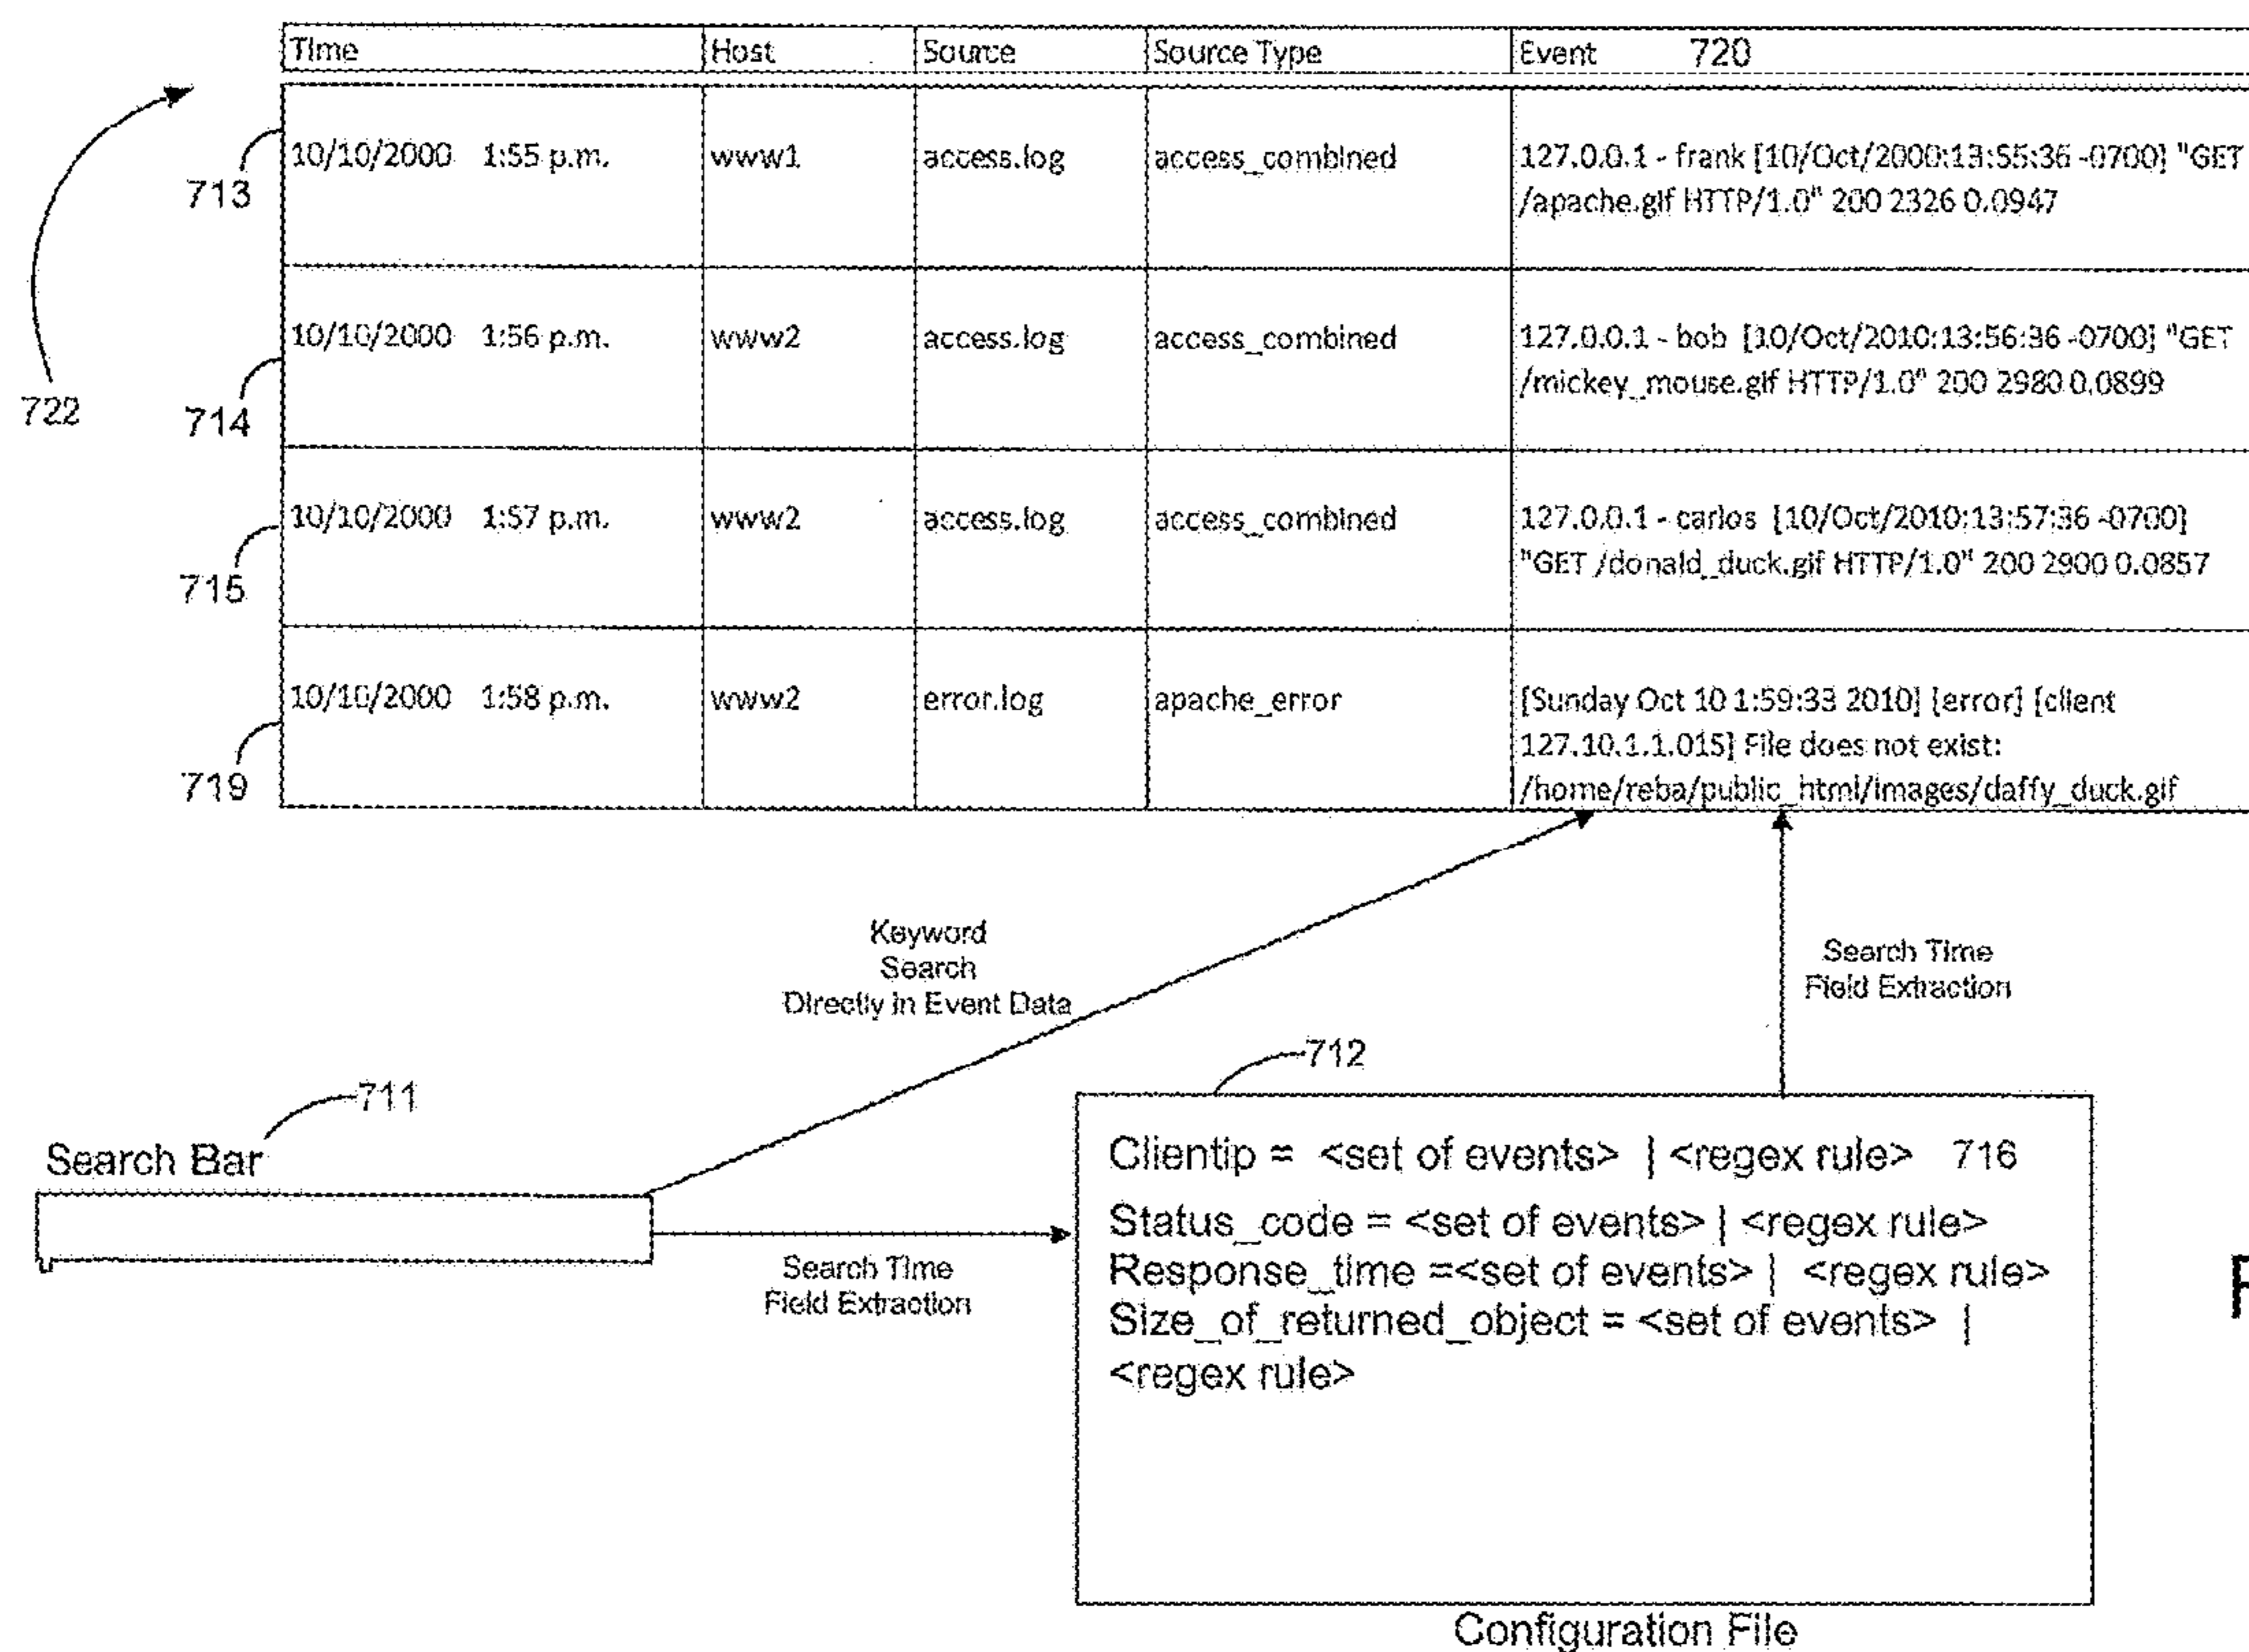 Time Host Source Source Type Event 720
713 10/10/2000 1:55 p.m. www1 access.log access_combined 127.0.0.1 - frank [10/Oct/2000:13:55:36 -0700] "GET
/apache.gif HTTP/1.0" 200 2326 0.0947
714 10/10/2000 1:56 p.m. www2 access.log access_combined 127.0.0.1 - bob [10/Oct/2010:13:56:36 -0700] "GET
/mickey_mouse.gif HTTP/1.0" 200 2980 0.0899
722
715 10/10/2000 1:57 p.m. www2 access.log access_combined 127.0.0.1 - carlos [10/Oct/2010:13:57:36 -0700]
"GET /donald_duck.gif HTTP/1.0" 200 2900 0.0857
719 10/10/2000 1:58 p.m. www2 error.log apache_error [Sunday Oct 10 1:59:33 2010] [error] [client
127.10.1.1.015] File does not exist:
/home/reba/public_html/images/daffy_duck.gif
Keyword
Search
Directly in Event Data
Search Time
Field Extraction
712
711
Search Bar
Search Time
Field Extraction
Clientip = <set of events> | <regex rule> 716
Status_code = <set of events> | <regex rule>
Response_time =<set of events> | <regex rule>
Size_of_returned_object = <set of events> |
<regex rule>
Configuration File